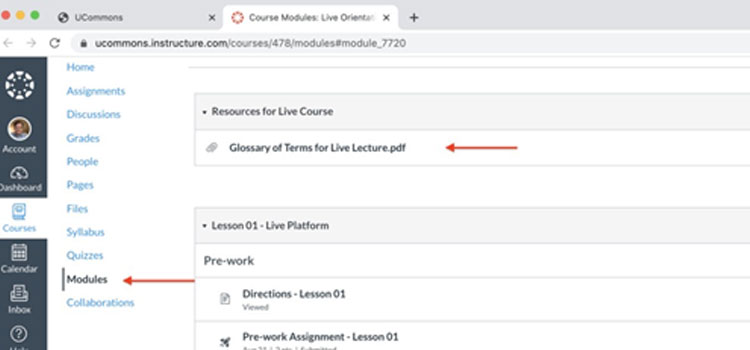 UCommons
Course Modules: Live Orientat
ucommons.instructure.com/courses/478/modules#module_7720
Account
Dashboard
Courses
Calendar
Inbox
Home
Assignments
Discussions
Grades
People
Pages
Files
Syllabus
Quizzes
Modules
Collaborations
Resources for Live Course
Glossary of Terms for Live Lecture.pdf
Lesson 01 - Live Platform
Pre-work
Directions - Lesson 01
Viewed
Pre-work Assignment - Lesson 01